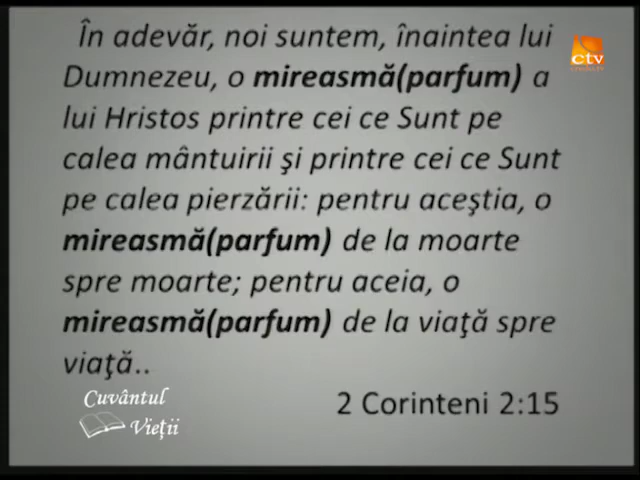 În adevăr, noi suntem, înaintea lui
Dumnezeu, o mireasmă(parfum) a
lui Hristos printre cei ce Sunt pe
calea mântuirii şi printre cei ce Sunt
pe calea pierzării: pentru aceştia, o
mireasmă(parfum) de la moarte
spre moarte; pentru aceia, o
mireasmă(parfum) de la viaţă spre
viaţă..
2 Corinteni 2:15
Cuvântul
Vieţii
ctv